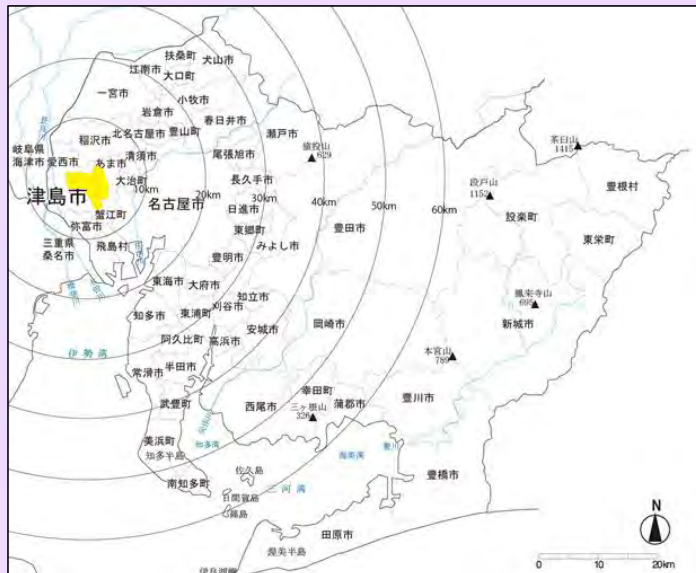 扶桑町
犬山市
江南市
大口町
一宮市
小牧市
岩倉市
春日井市
稲沢市
北名古屋市
豊山町
瀬戸市
猿投山
629
茶臼山
1415
岐阜県
海津市
愛西市
あま市
清須市
尾張旭市
津島市
大治町
10km
名古屋市
20km
長久手市
30km
40km
50km
60km
段戸山
1152
豊根村
日進市
設楽町
蟹江町
弥富市
東郷町
豊田市
東栄町
三重県
桑名市
飛島村
みよし市
豊明市
東海市
大府市
鳳来寺山
695
知多市
東浦町
刈谷市
知立市
岡崎市
新城市
安城市
伊勢湾
阿久比町
高浜市
本宮山
789
常滑市
半田市
幸田町
豊川市
武豊町
西尾市
三ヶ根山
326
蒲郡市
美浜町
知多湾
知多半島
渥美湾
豊川
佐久島
豊橋市
南知多町
日間賀島
三河湾
篠島
田原市
渥美半島
伊良湖岬
N
0
10
20km